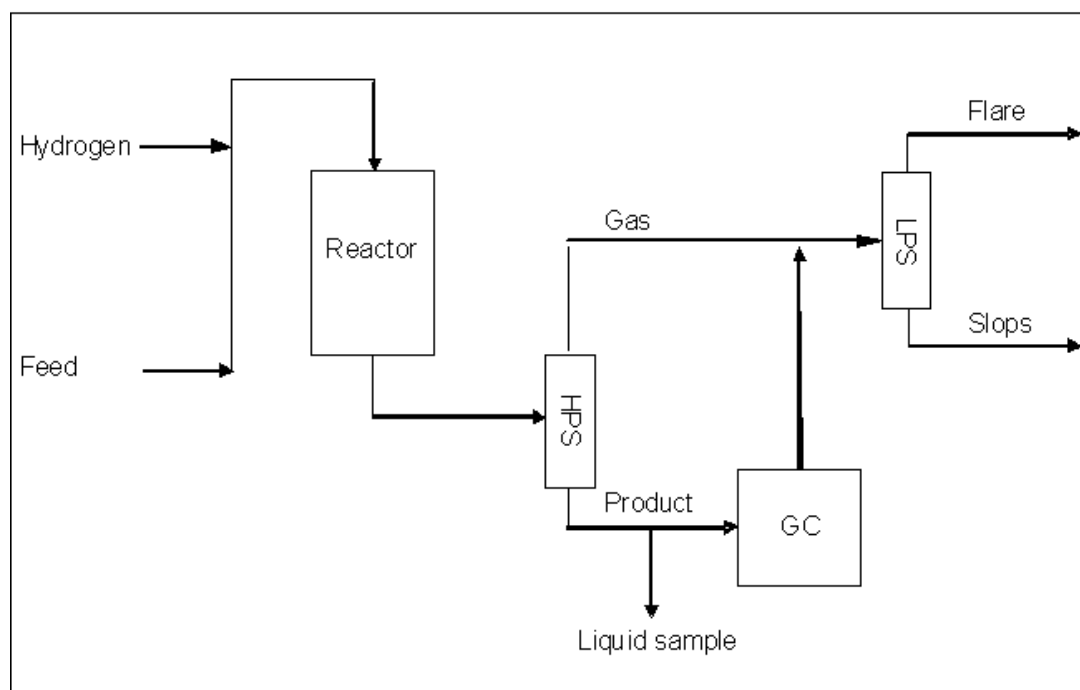 Flare
Hydrogen
Gas
Reactor
LPS
Slops
Feed
HPS
Product
GC
Liquid sample